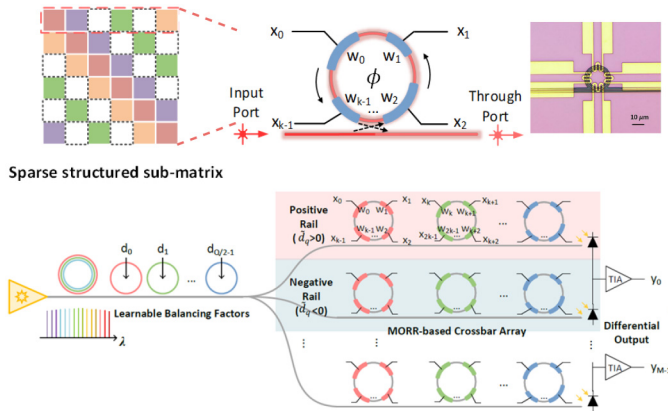 x0 x1
W0 W1
ϕ
Wk-1 ... W2
xk-1 x2
Input Port
Through Port
10 μm
Sparse structured sub-matrix
d0 d1 ... dQ/2-1
Learnable Balancing Factors
λ
Positive Rail
(d̃q>0)
x0 x1 xk xk+1
W0 W1 Wk Wk+1
Wk-1 W2 W2k-1 Wk+2
xk-1 x2 x2k-1 xk+2
...
Negative Rail
(d̃q<0)
... ... ... ...
MORR-based Crossbar Array
TIA y0
Differential Output
⋮ ⋮ ⋮ ⋮ ⋮
... ... ... ...
TIA yM-1